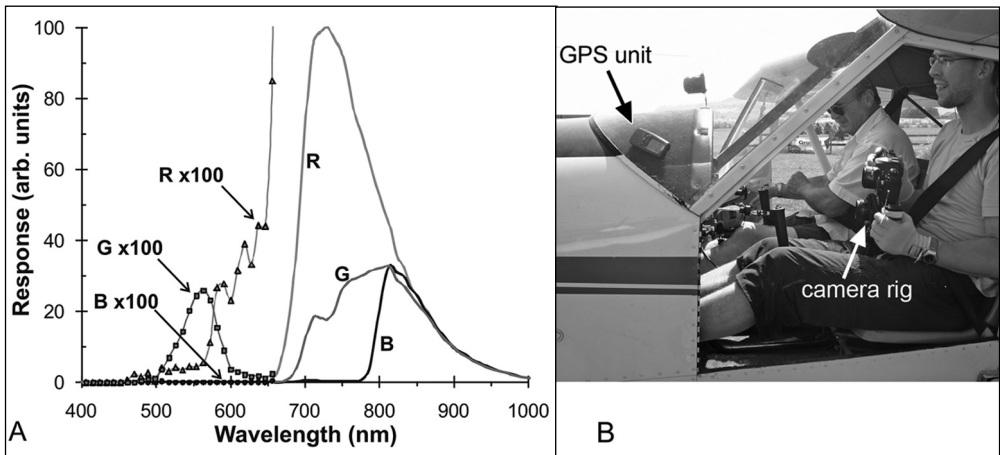 100
80
60
40
20
0
Response (arb. units)
R x100
G x100
B x100
R
G
B
400 500 600 700 800 900 1000
Wavelength (nm)
A
GPS unit
camera rig
B